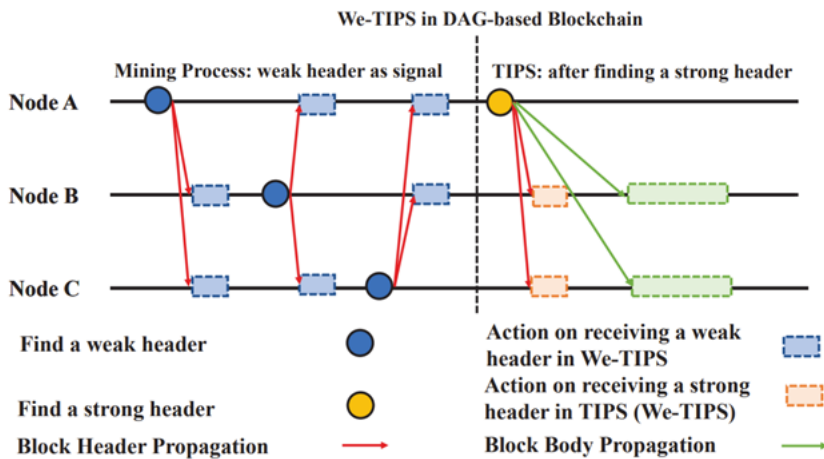 We-TIPS in DAG-based Blockchain
Mining Process: weak header as signal
TIPS: after finding a strong header
Node A
Node B
Node C
Find a weak header
Action on receiving a weak
header in We-TIPS
Find a strong header
Action on receiving a strong
header in TIPS (We-TIPS)
Block Header Propagation
Block Body Propagation